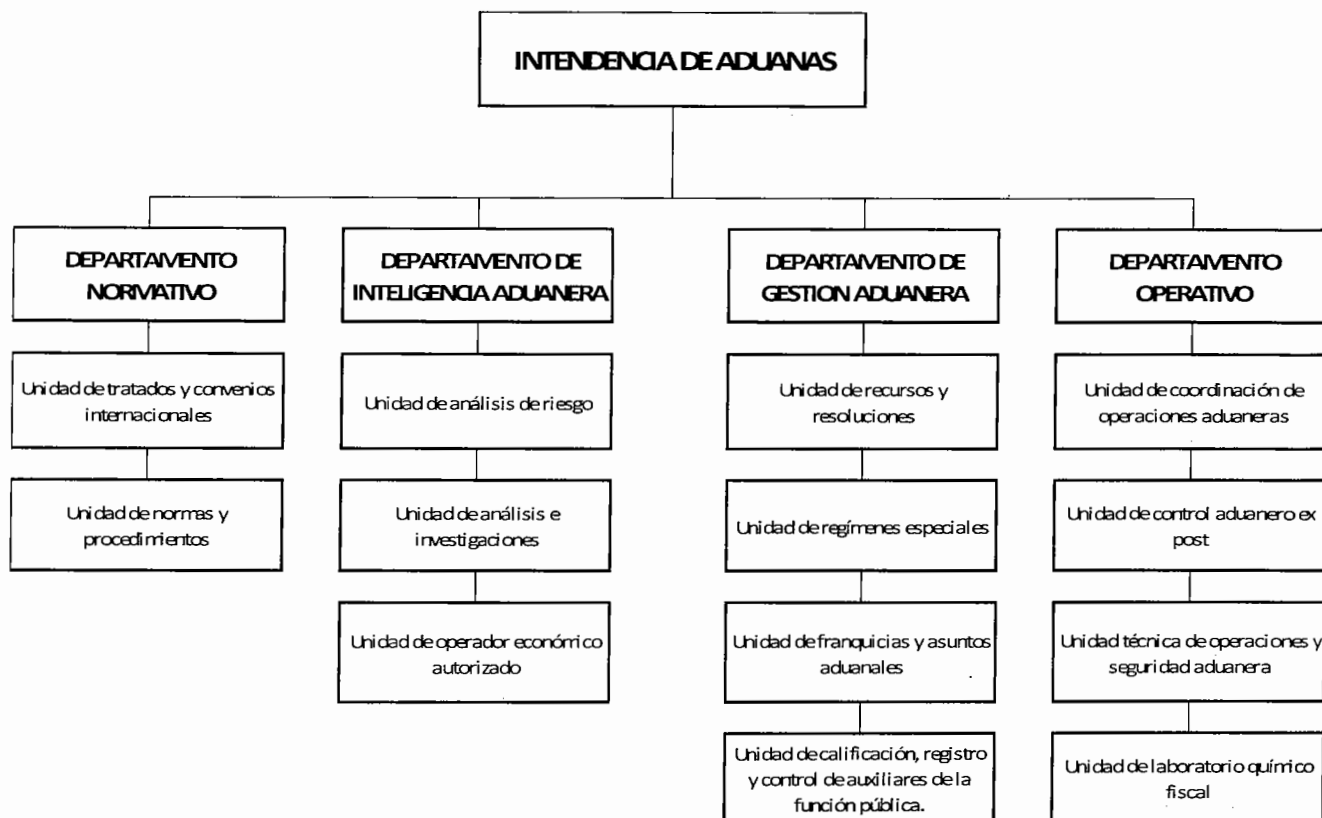 INTENDENCIA DE ADUANAS
DEPARTAMENTO
NORMATIVO
DEPARTAMENTO DE
INTELIGENCIA ADUANERA
DEPARTAMENTO DE
GESTION ADUANERA
DEPARTAMENTO
OPERATIVO
Unidad de tratados y convenios
internacionales
Unidad de análisis de riesgo
Unidad de recursos y
resoluciones
Unidad de coordinación de
operaciones aduaneras
Unidad de normas y
procedimientos
Unidad de análisis e
investigaciones
Unidad de regímenes especiales
Unidad de control aduanero ex
post
Unidad de operador económico
autorizado
Unidad de franquicias y asuntos
aduanales
Unidad técnica de operaciones y
seguridad aduanera
Unidad de calificación, registro
y control de auxiliares de la
función pública.
Unidad de laboratorio químico
fiscal